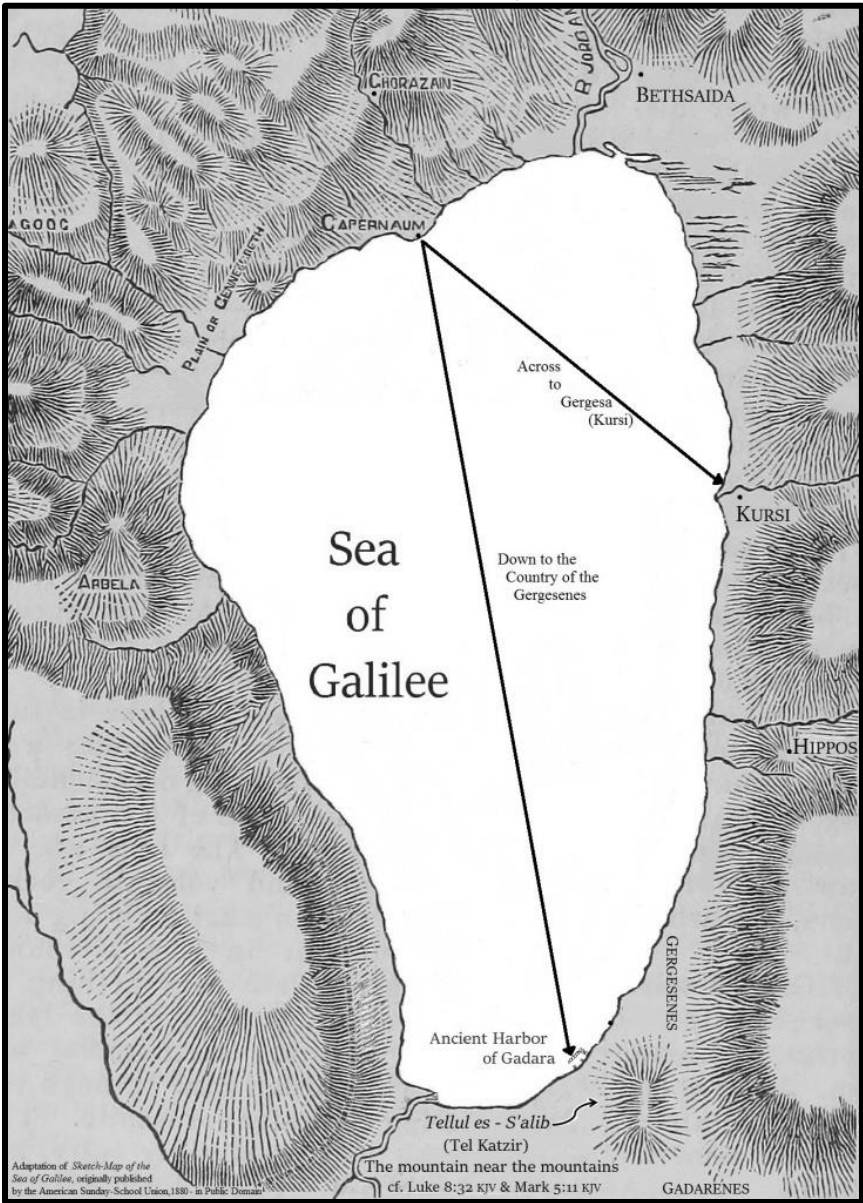 CHORAZAIN
R. JORDAN
BETHSAIDA
AGOGC
CAPERNAUM
PLAIN OF GENNEZARETH
Across
to
Gergesa
(Kursi)
KURSI
Sea
of
Galilee
Down to the
Country of the
Gergesenes
ARBELA
HIPPOS
GERGESENES
Ancient Harbor
of Gadara
Tellul es - S'alib
(Tel Katzir)
The mountain near the mountains
cf. Luke 8:32 KJV & Mark 5:11 KJV
GADARENES
Adaptation of Sketch-Map of the
Sea of Galilee, originally published
by the American Sunday-School Union,1880 - in Public Domain